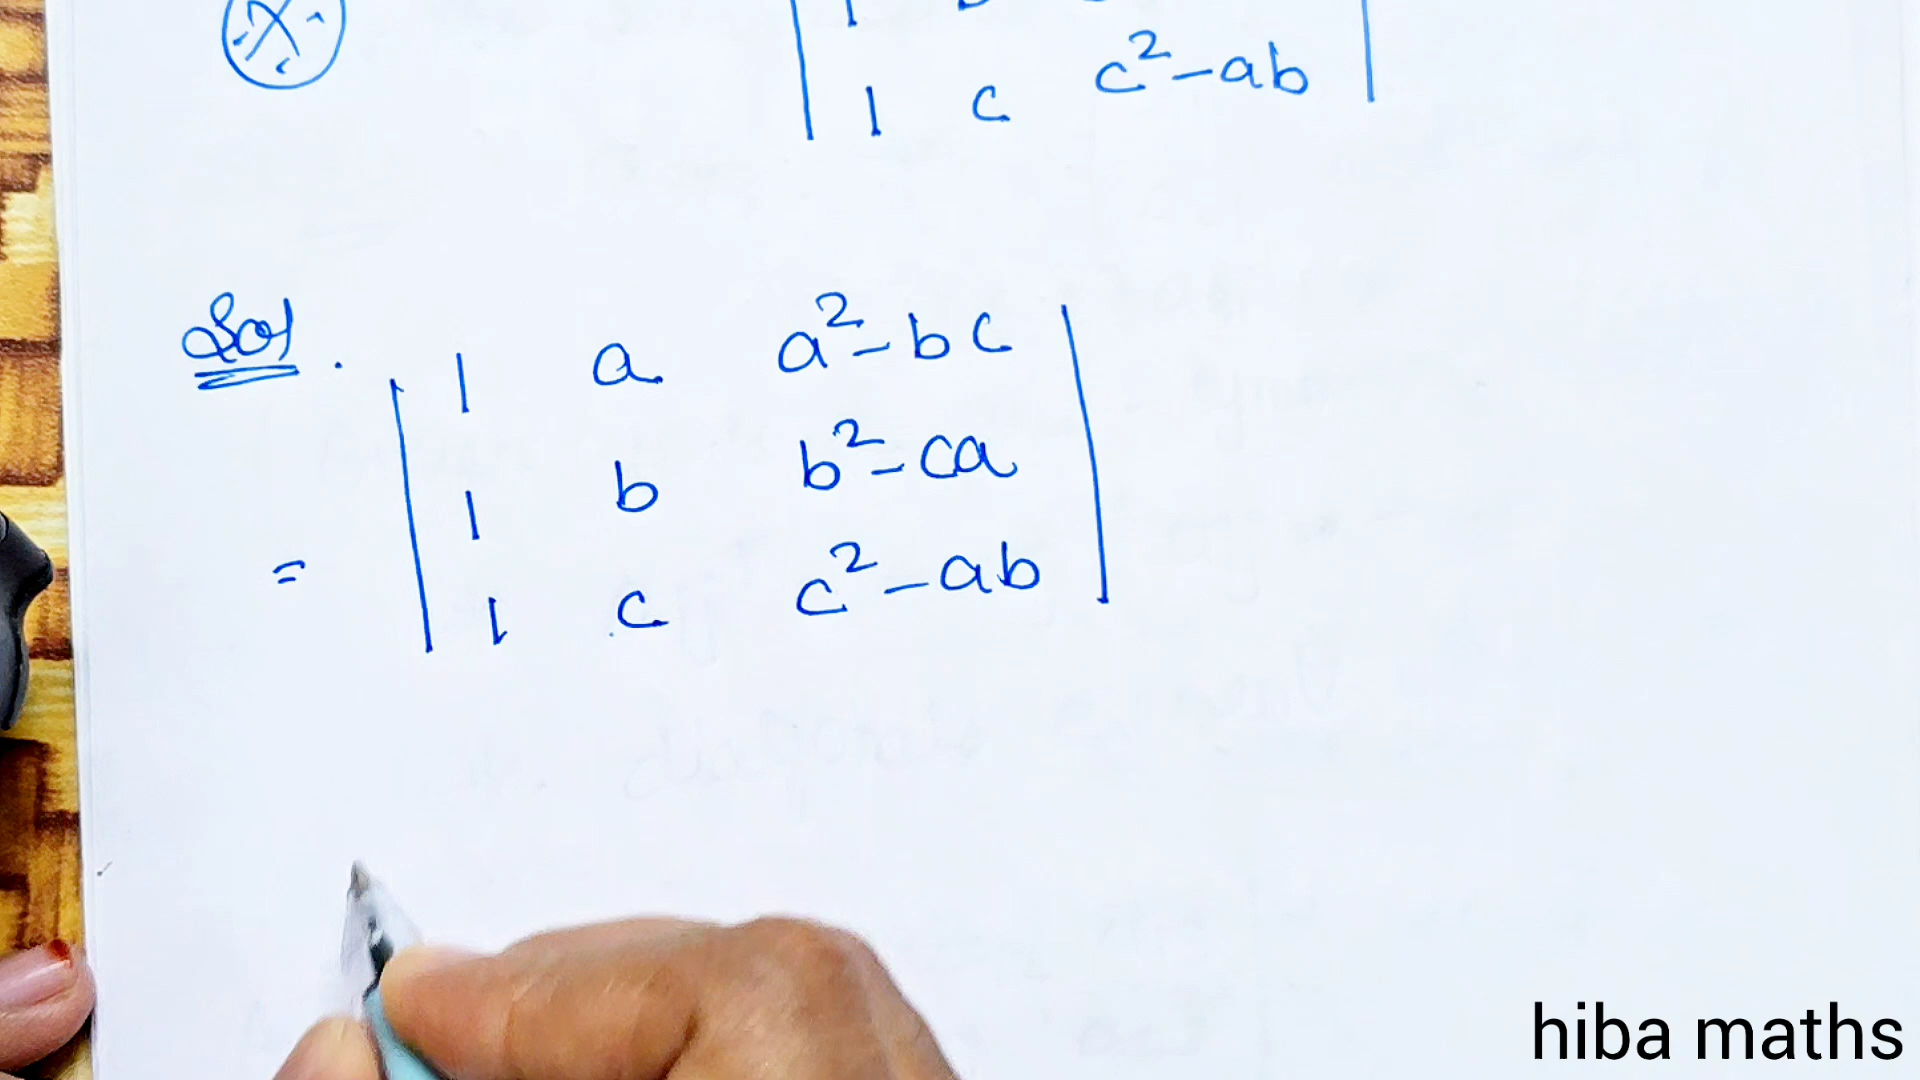 1 c c²-ab
Sol.
1 a a²-bc
1 b b²-ca
=
1 c c²-ab
hiba maths